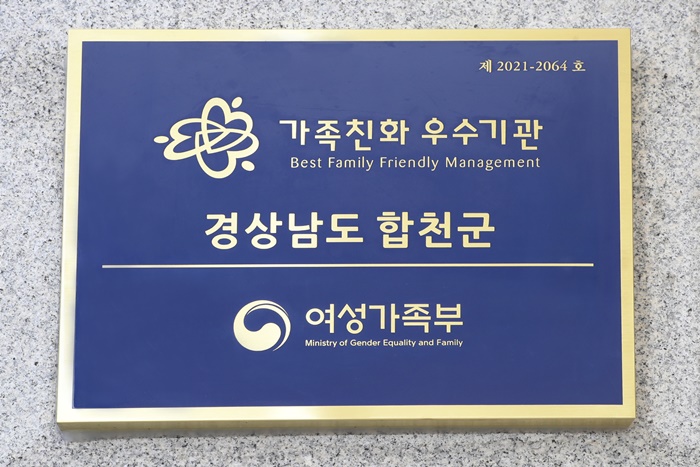 제 2021-2064 호
가족친화 우수기관
Best Family Friendly Management
경상남도 합천군
여성가족부
Ministry of Gender Equality and Family